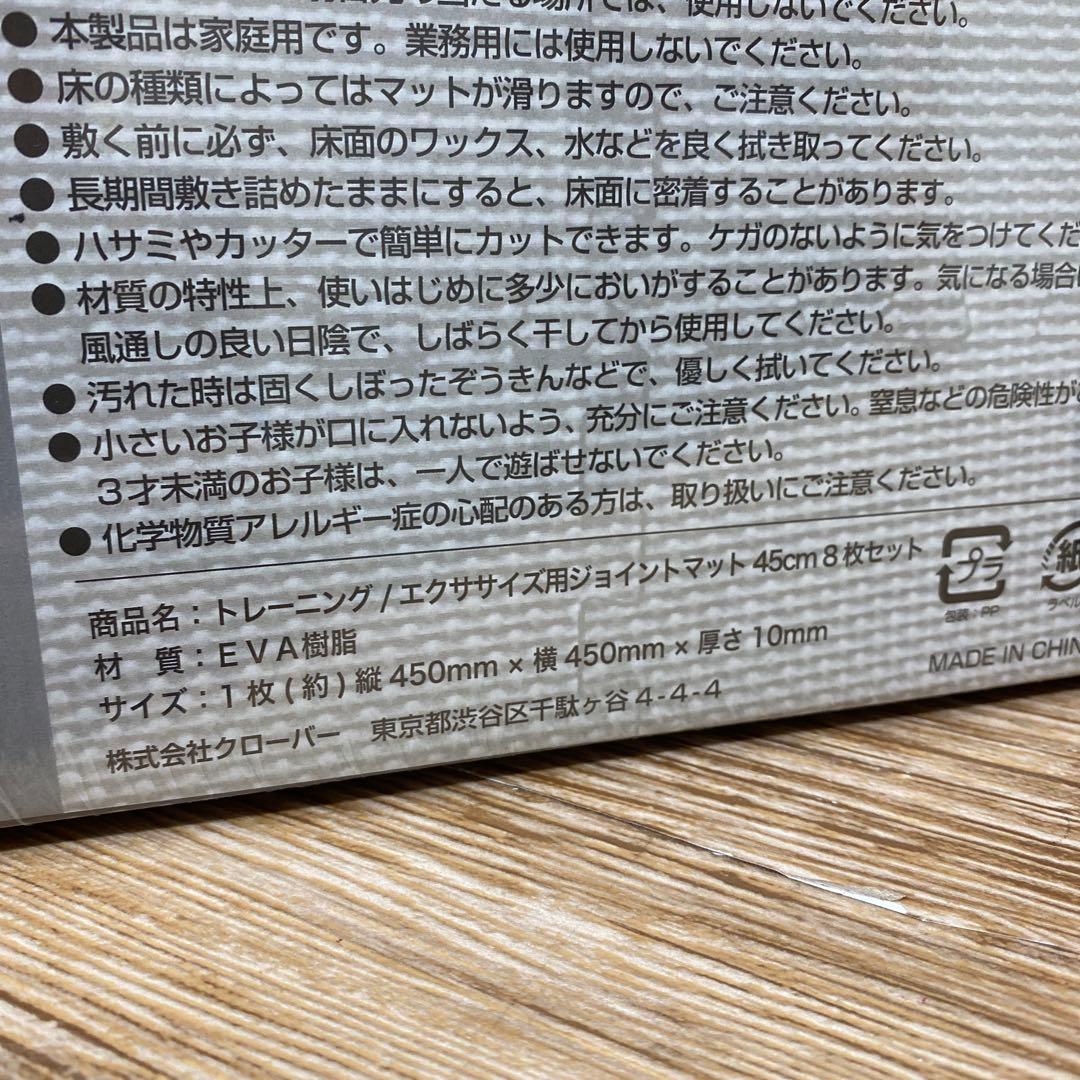 る場所では、使用しないでください。
● 本製品は家庭用です。業務用には使用しないでください。
● 床の種類によってはマットが滑りますので、ご注意ください。
● 敷く前に必ず、床面のワックス、水などを良く拭き取ってください。
● 長期間敷き詰めたままにすると、床面に密着することがあります。
● ハサミやカッターで簡単にカットできます。ケガのないように気をつけてくだ
● 材質の特性上、使いはじめに多少においがすることがあります。気になる場合
風通しの良い日陰で、しばらく干してから使用してください。
● 汚れた時は固くしぼったぞうきんなどで、優しく拭いてください。
● 小さいお子様が口に入れないよう、充分にご注意ください。窒息などの危険性が
３才未満のお子様は、一人で遊ばせないでください。
● 化学物質アレルギー症の心配のある方は、取り扱いにご注意ください。
商品名：トレーニング / エクササイズ用ジョイントマット 45cm 8 枚セット
材　質：ＥＶＡ樹脂
サイズ：１枚 ( 約 ) 縦 450mm × 横 450mm × 厚さ 10mm
株式会社クローバー　東京都渋谷区千駄ヶ谷 4-4-4
プラ
包装：PP
紙
ラベル
MADE IN CHIN